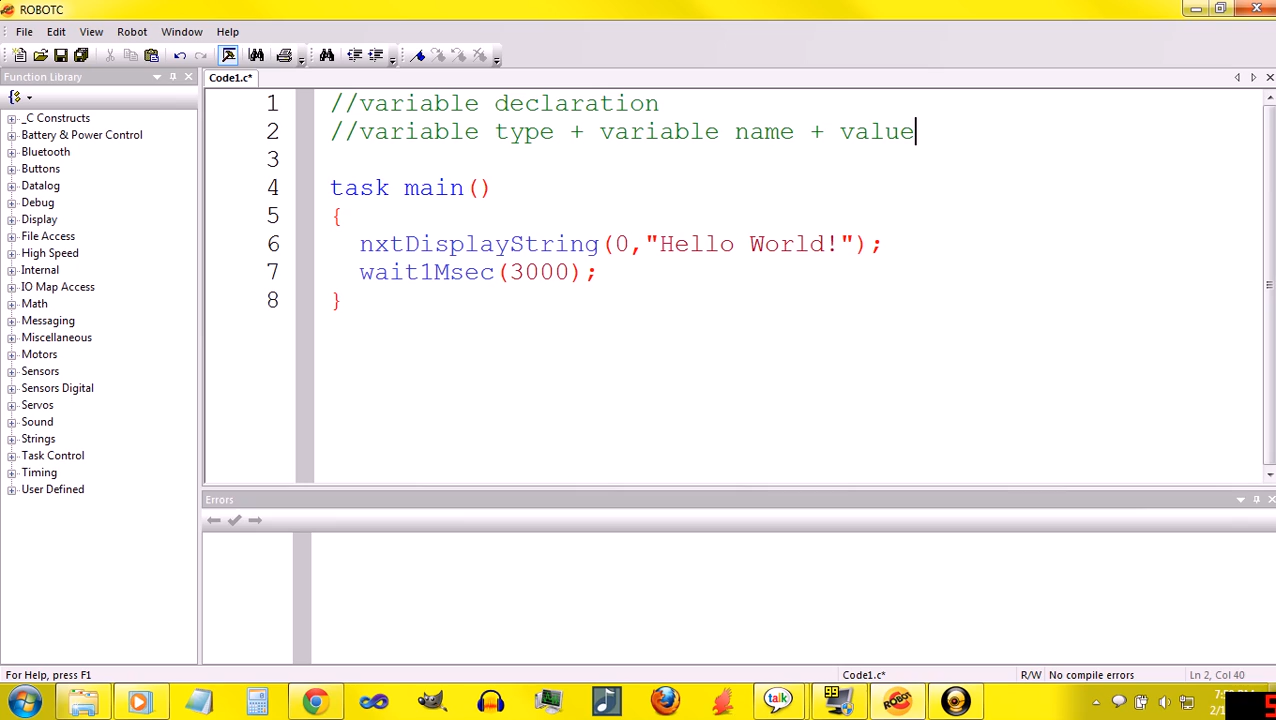 ROBOTC
File Edit View Robot Window Help
Function Library
Code1.c*
_C Constructs
Battery & Power Control
Bluetooth
Buttons
Datalog
Debug
Display
File Access
High Speed
Internal
IO Map Access
Math
Messaging
Miscellaneous
Motors
Sensors
Sensors Digital
Servos
Sound
Strings
Task Control
Timing
User Defined
1 //variable declaration
2 //variable type + variable name + value
3
4 task main()
5 {
6 nxtDisplayString(0,"Hello World!");
7 wait1Msec(3000);
8 }
Errors
For Help, press F1
Code1.c*
R/W
No compile errors
Ln 2, Col 40
talk
99
ROBOT